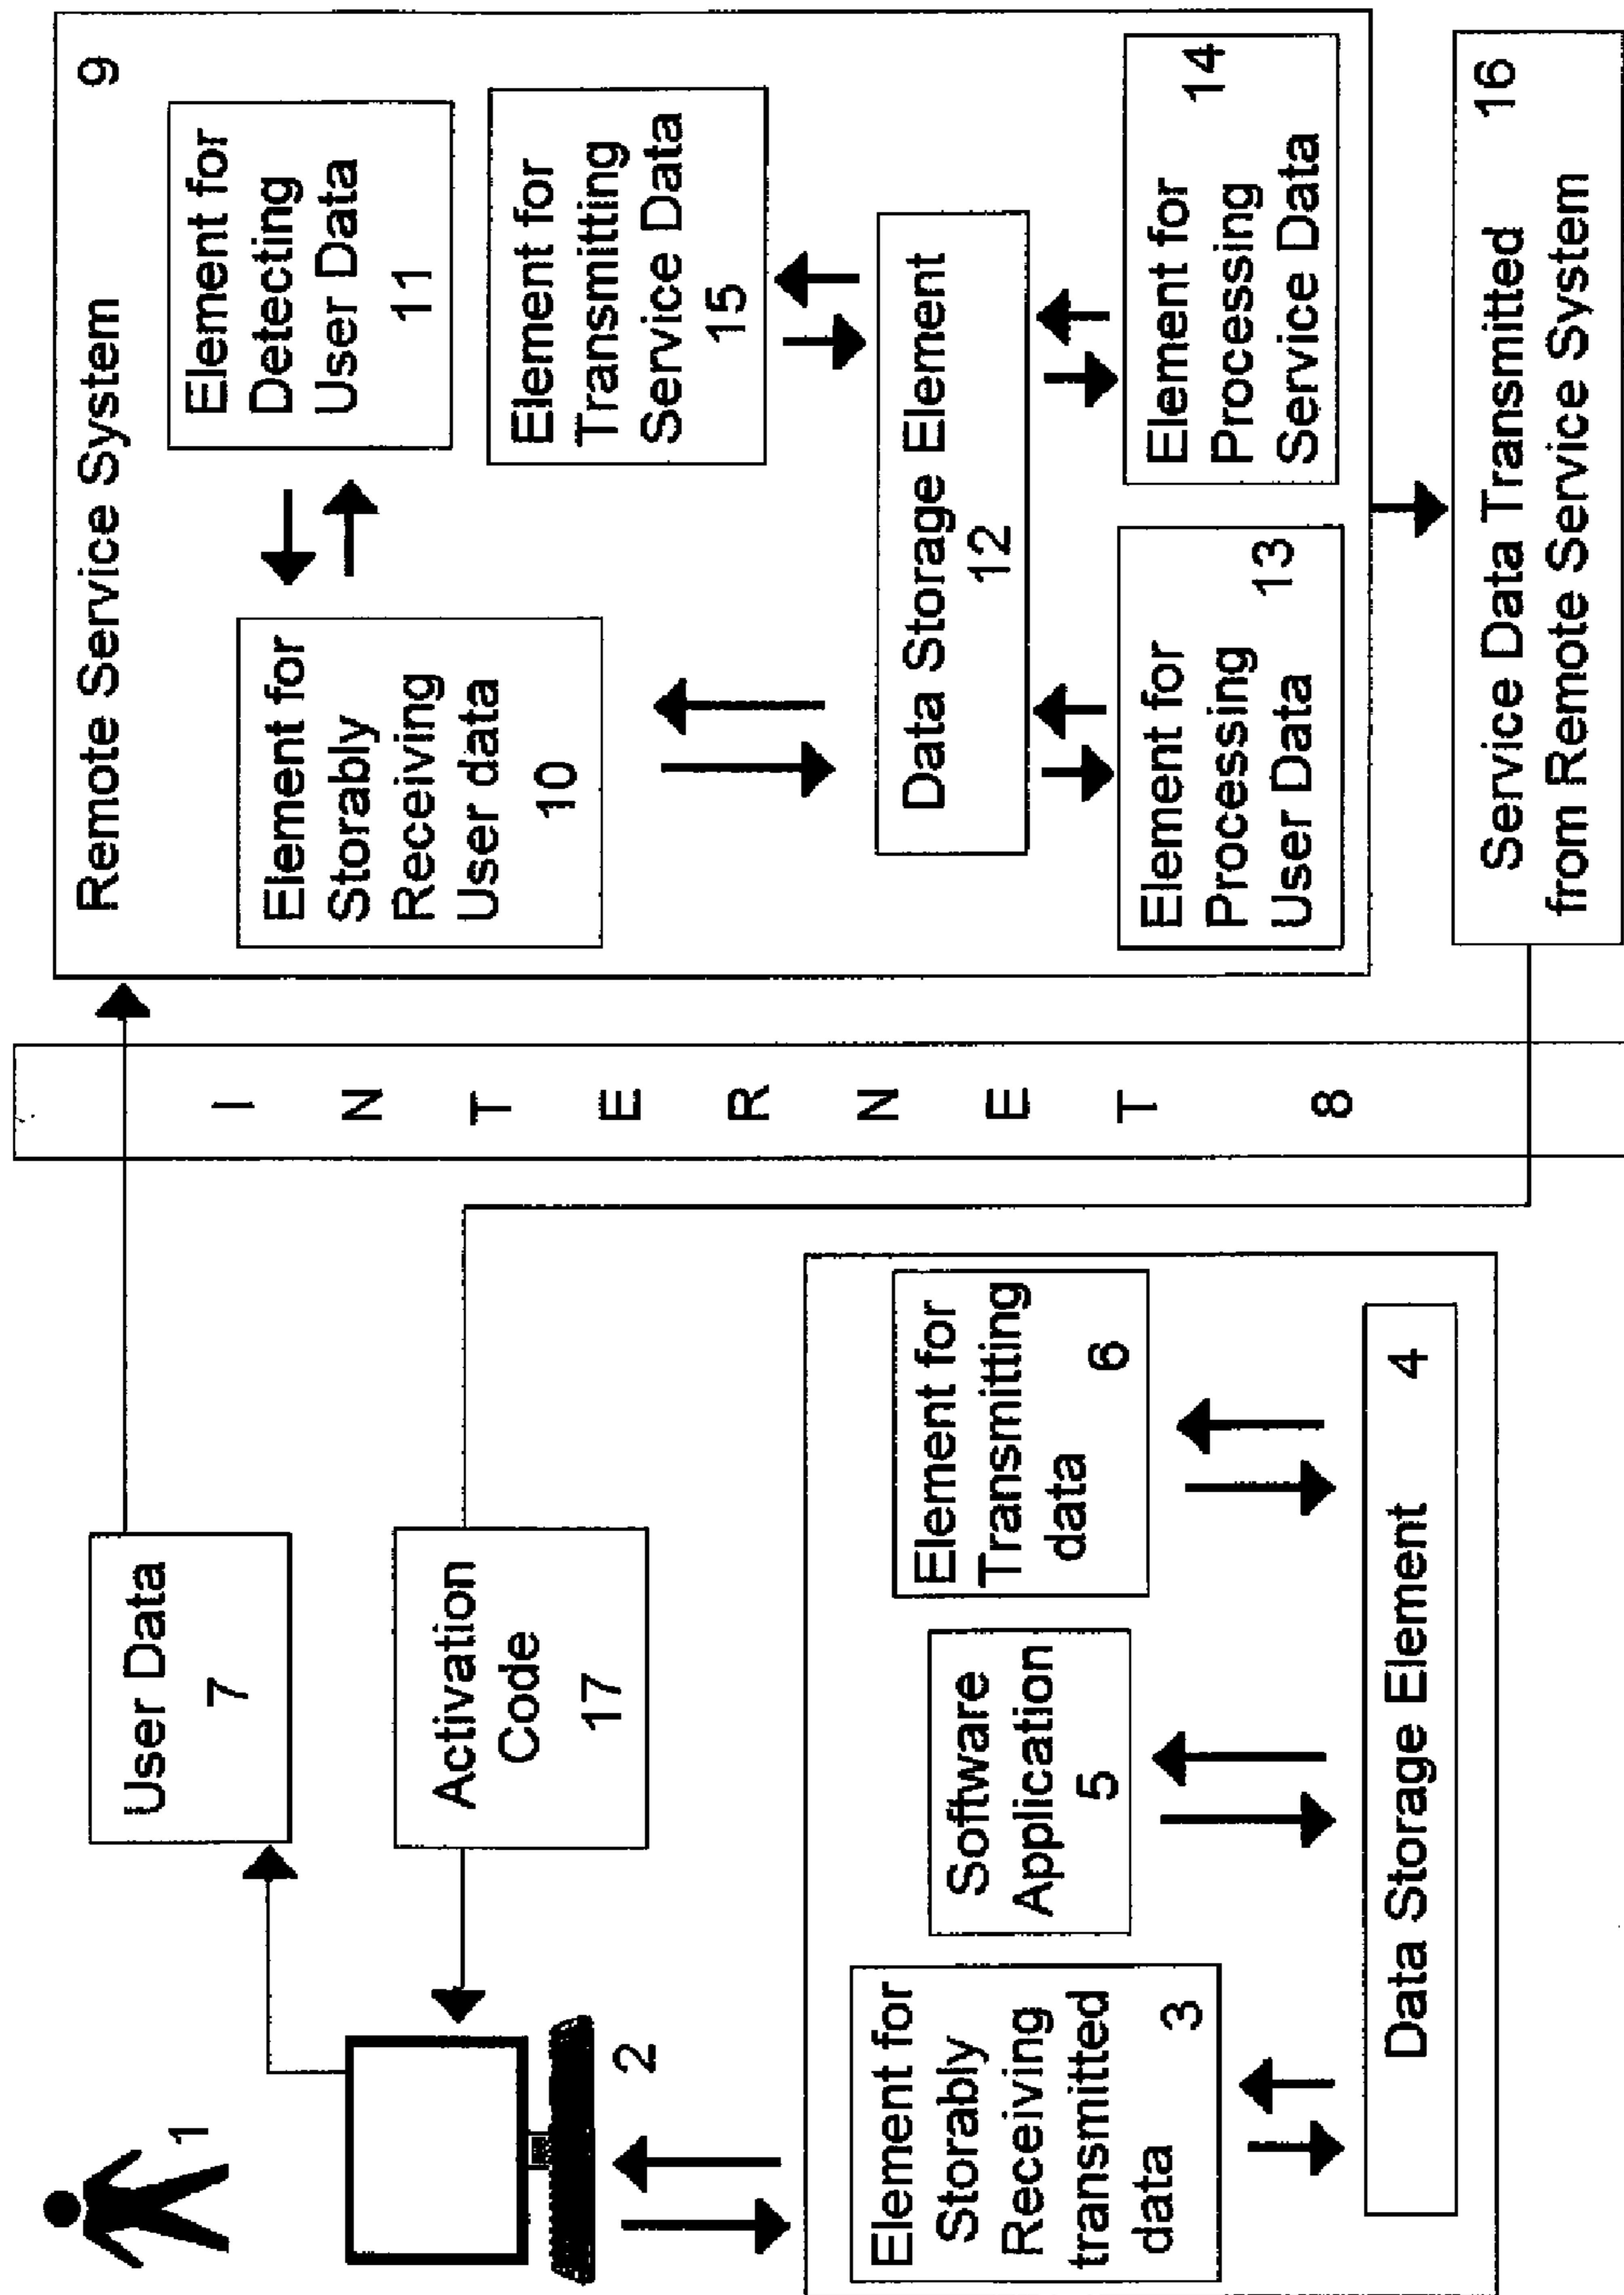 1
2
User Data
7
Activation
Code
17
Element for
Storably
Receiving
transmitted
data
3
Software
Application
5
Element for
Transmitting
data
6
Data Storage Element 4
I N T E R N E T 8
Remote Service System 9
Element for
Storably
Receiving
User data
10
Element for
Detecting
User Data
11
Element for
Transmitting
Service Data
15
Data Storage Element
12
Element for
Processing
User Data
13
Element for
Processing
Service Data
14
Service Data Transmitted
from Remote Service System
16